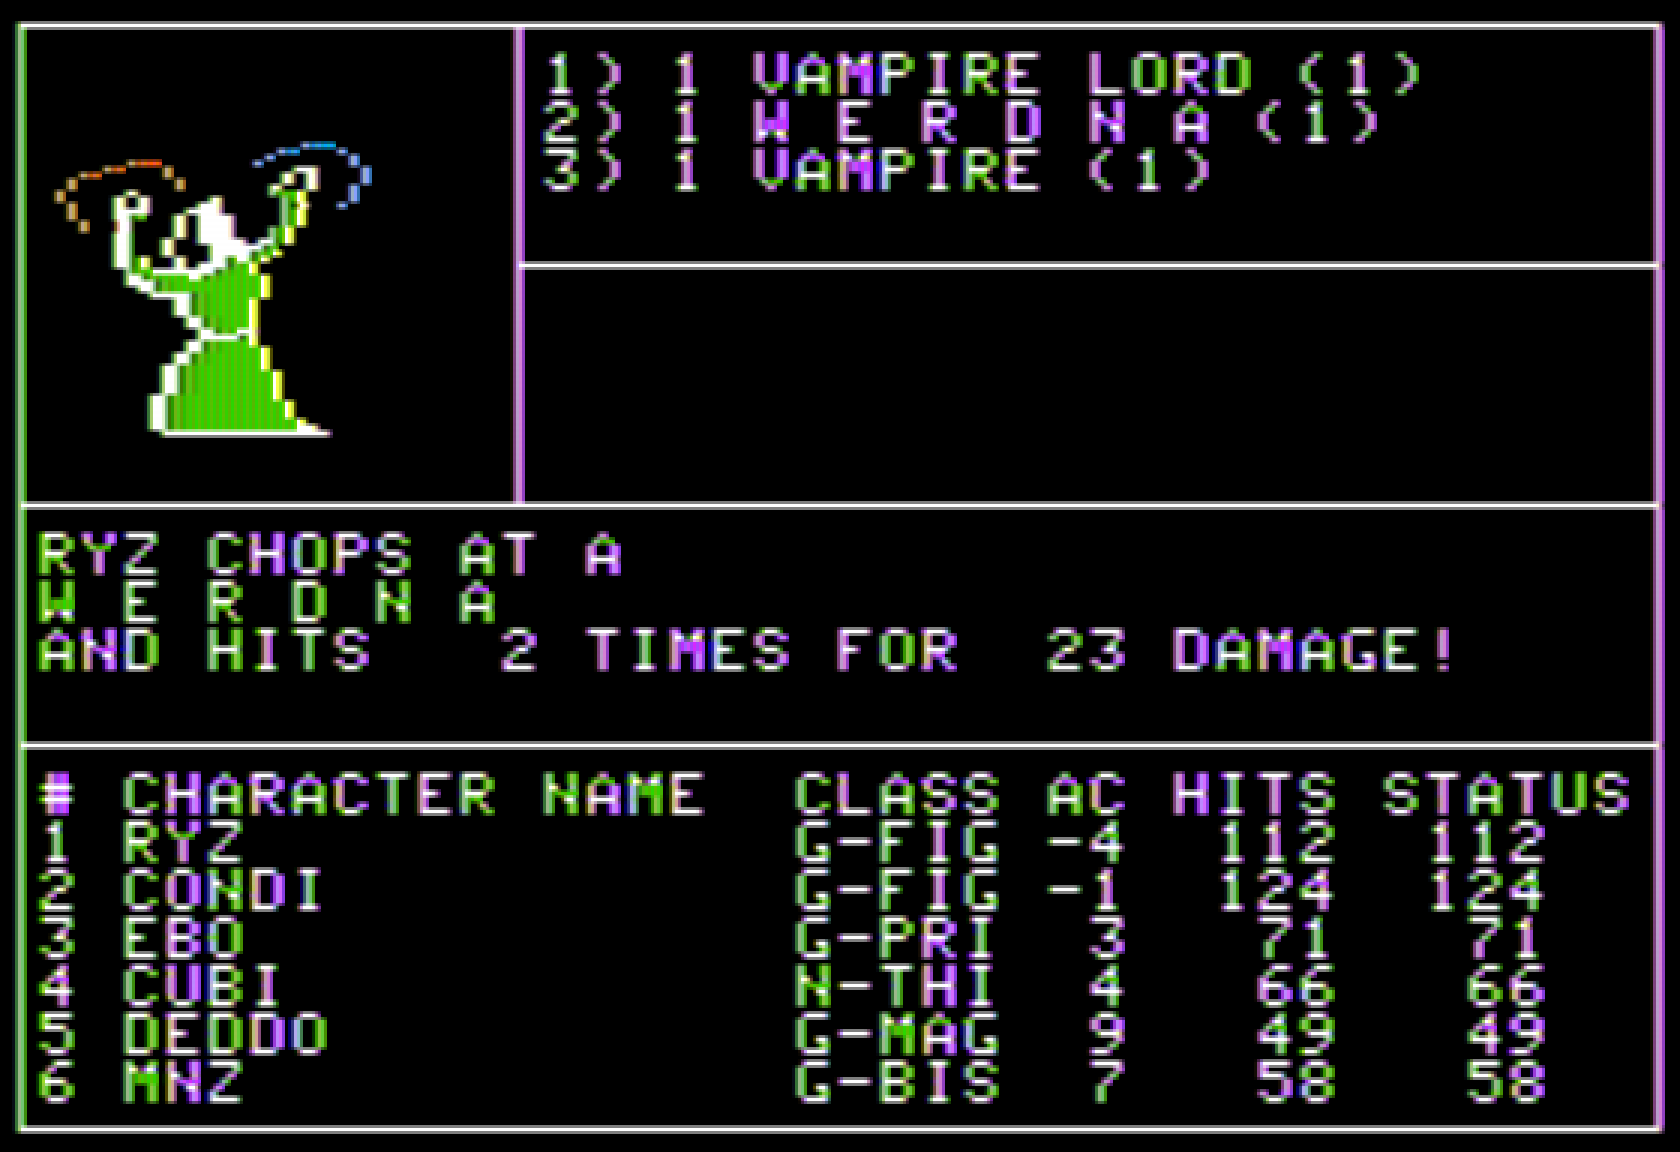 1) 1 VAMPIRE LORD (1)
2) 1 W E R D N A (1)
3) 1 VAMPIRE (1)
RYZ CHOPS AT A
W E R D N A
AND HITS 2 TIMES FOR 23 DAMAGE!
# CHARACTER NAME CLASS AC HITS STATUS
1 RYZ G-FIG -4 112 112
2 CONDI G-FIG -1 124 124
3 EBO G-PRI 3 71 71
4 CUBI N-THI 4 66 66
5 DEDDO G-MAG 9 49 49
6 MNZ G-BIS 7 58 58